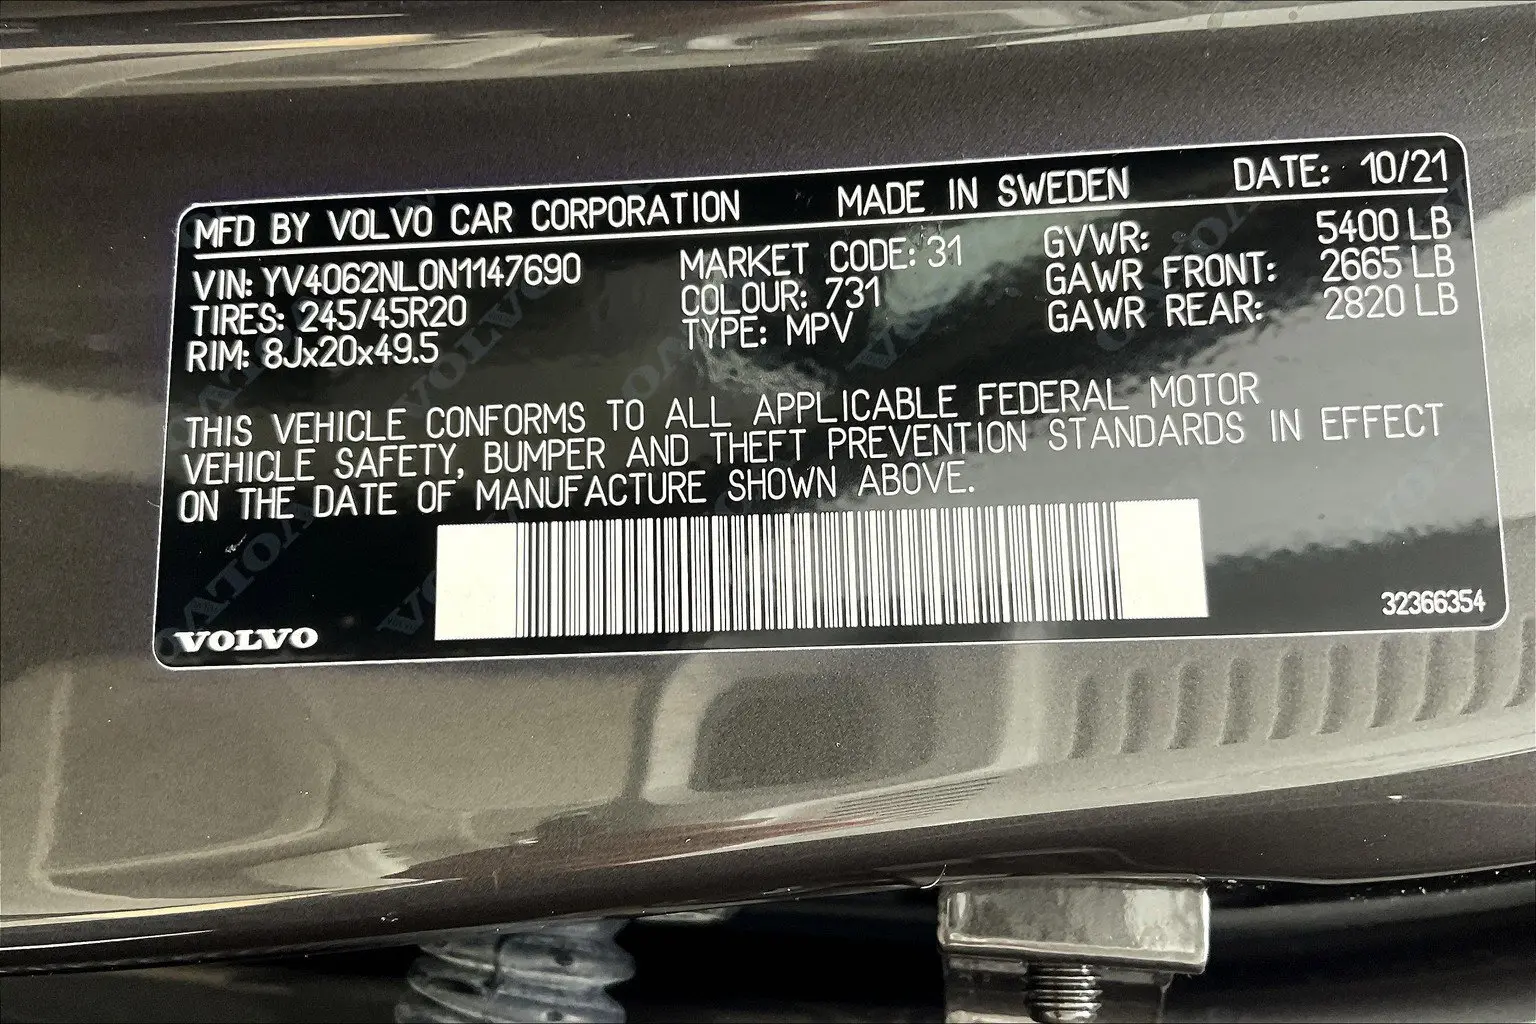 MFD BY VOLVO CAR CORPORATION MADE IN SWEDEN DATE: 10/21
VIN: YV4062NL0N1147690 MARKET CODE: 31 GVWR: 5400 LB
TIRES: 245/45R20 COLOUR: 731 GAWR FRONT: 2665 LB
RIM: 8Jx20x49.5 TYPE: MPV GAWR REAR: 2820 LB
THIS VEHICLE CONFORMS TO ALL APPLICABLE FEDERAL MOTOR
VEHICLE SAFETY, BUMPER AND THEFT PREVENTION STANDARDS IN EFFECT
ON THE DATE OF MANUFACTURE SHOWN ABOVE.
32366354
VOLVO